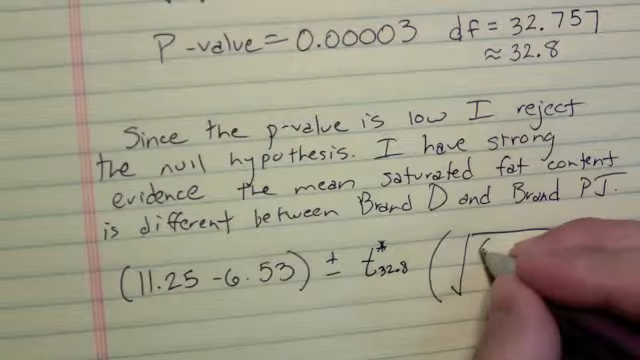 P-value = 0.00003 df = 32.757
≈ 32.8
Since the p-value is low I reject
the null hypothesis. I have strong
evidence the mean saturated fat content
is different between Brand D and Brand PJ.
(11.25 - 6.53) ± t*32.8 (√